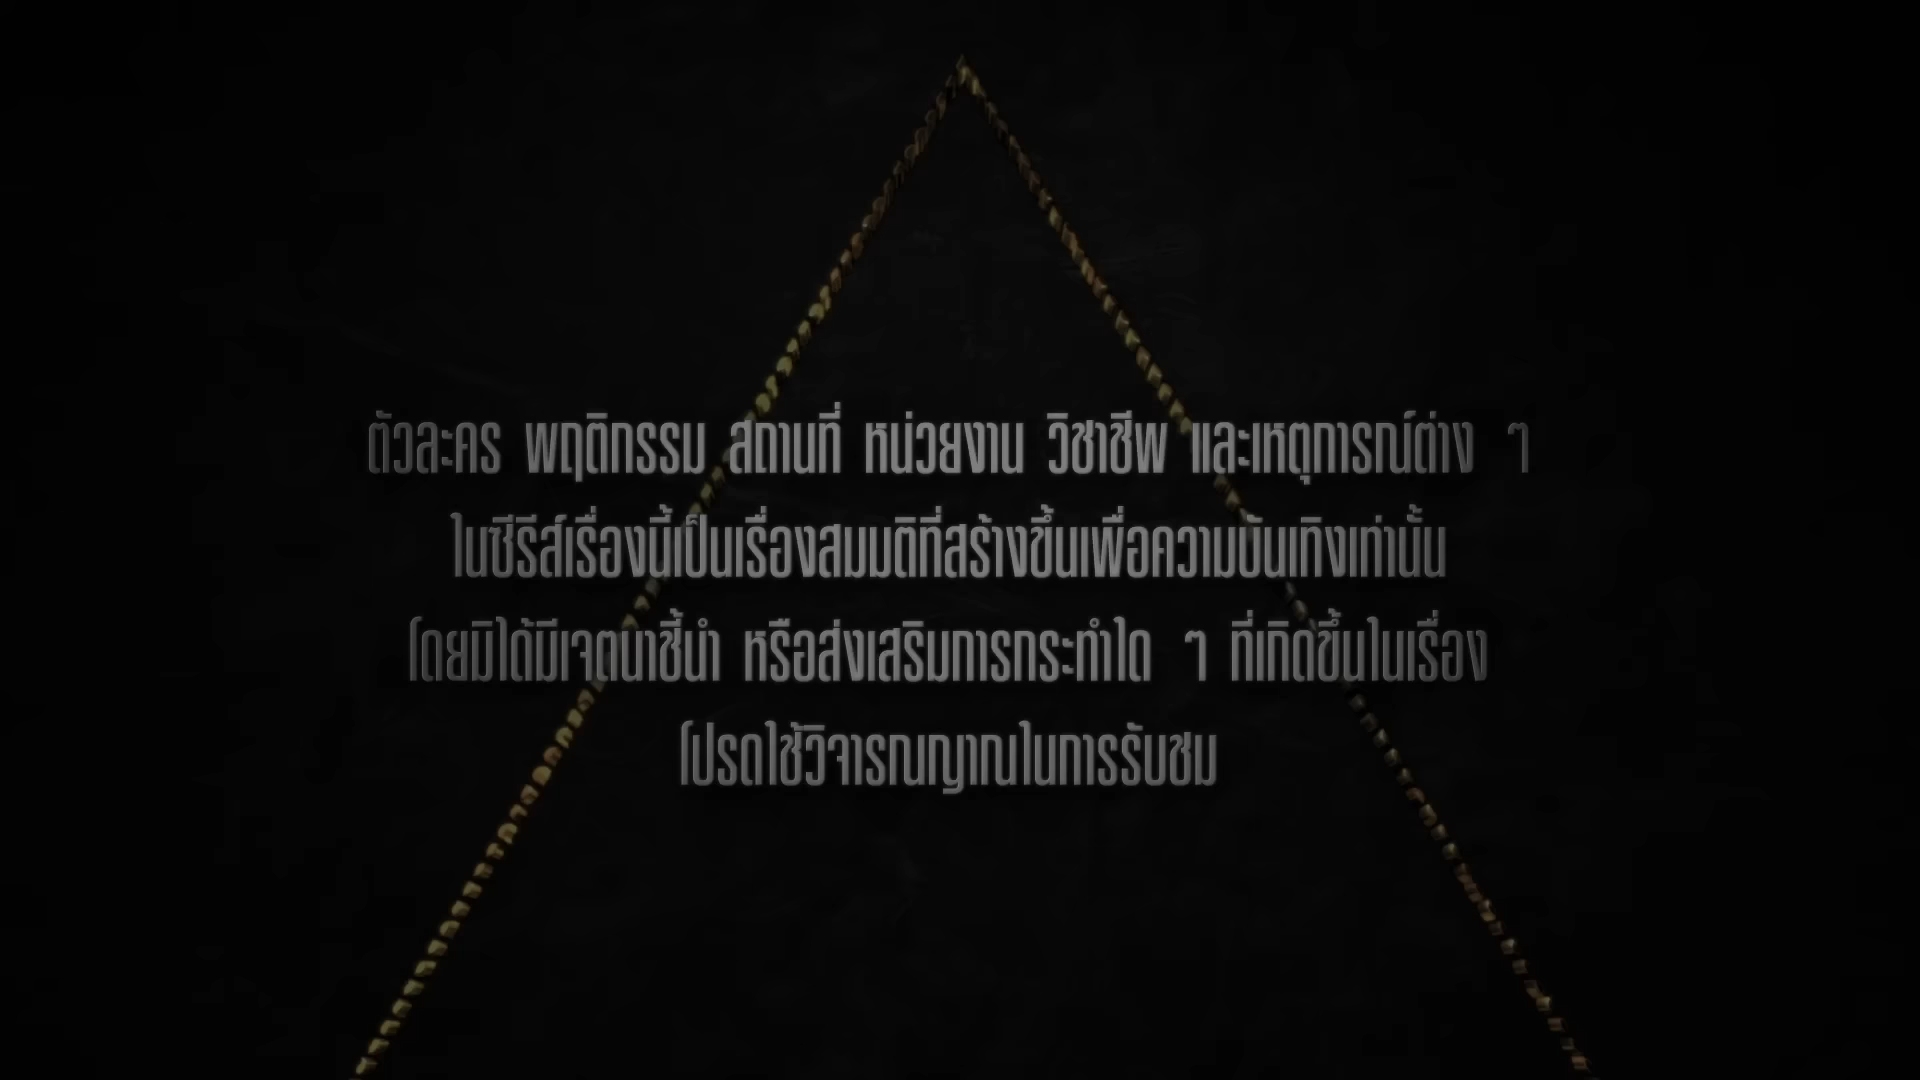 ตัวละคร พฤติกรรม สถานที่ หน่วยงาน วิชาชีพ และเหตุการณ์ต่าง ๆ
ในซีรีส์เรื่องนี้เป็นเรื่องสมมติที่สร้างขึ้นเพื่อความบันเทิงเท่านั้น
โดยมิได้มีเจตนาชี้นำ หรือส่งเสริมการกระทำใด ๆ ที่เกิดขึ้นในเรื่อง
โปรดใช้วิจารณญาณในการรับชม